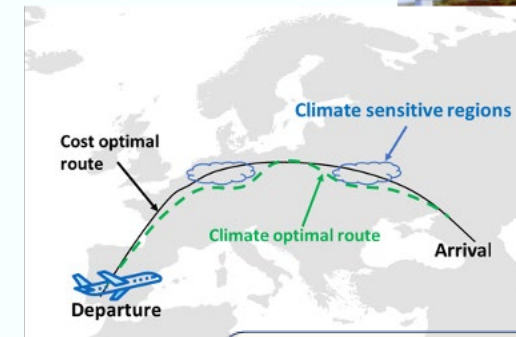 Climate sensitive regions
Cost optimal
route
Climate optimal route
Arrival
Departure